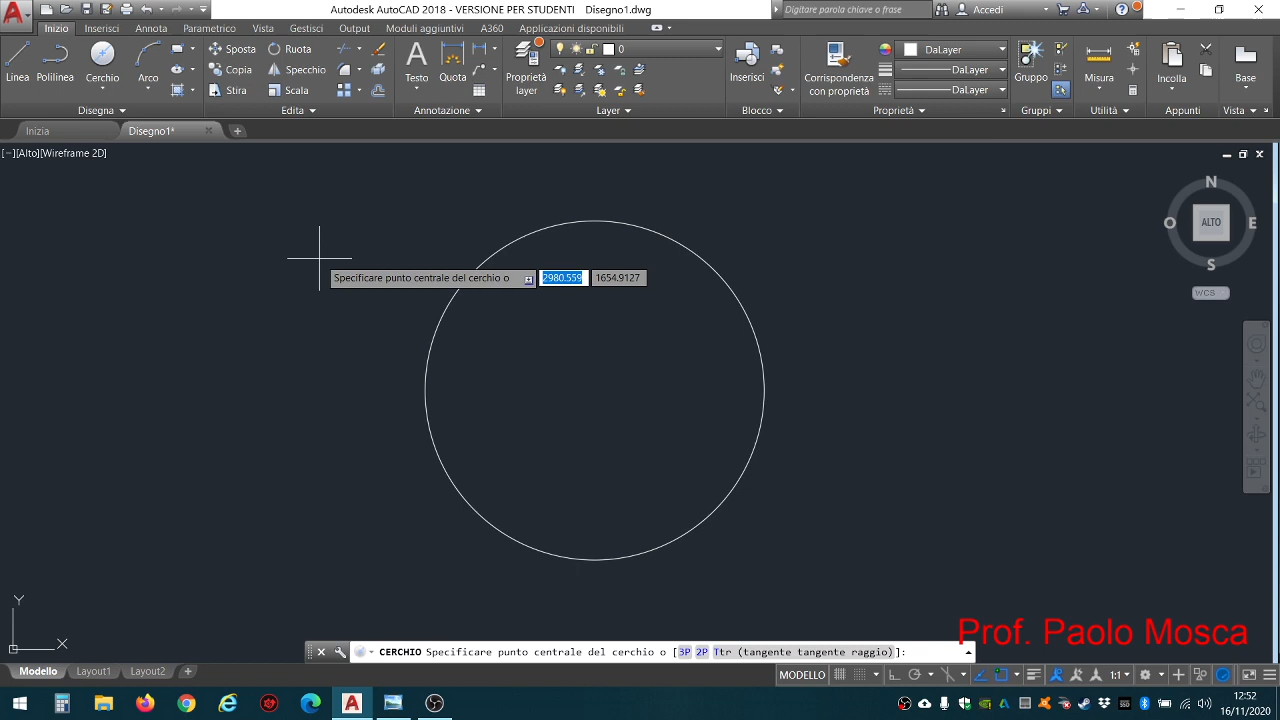 Autodesk AutoCAD 2018 - VERSIONE PER STUDENTI Disegno1.dwg
Digitare parola chiave o frase
Accedi
Inizio Inserisci Annota Parametrico Vista Gestisci Output Moduli aggiuntivi A360 Applicazioni disponibili
Linea Polilinea Cerchio Arco
Sposta Ruota
Copia Specchio
Stira Scala
Testo Quota
Proprietà layer
0
Inserisci
Corrispondenza con proprietà
DaLayer
DaLayer
DaLayer
Gruppo
Misura
Incolla
Base
Disegna Edita Annotazione Layer Blocco Proprietà Gruppi Utilità Appunti Vista
Inizia Disegno1*
[−][Alto][Wireframe 2D]
N
O ALTO E
S
WCS
Specificare punto centrale del cerchio o 2980.559 1654.9127
Y
X
Prof. Paolo Mosca
CERCHIO Specificare punto centrale del cerchio o [3P 2P Ttr (tangente tangente raggio)]:
Modello Layout1 Layout2
MODELLO 1:1
12:52
16/11/2020